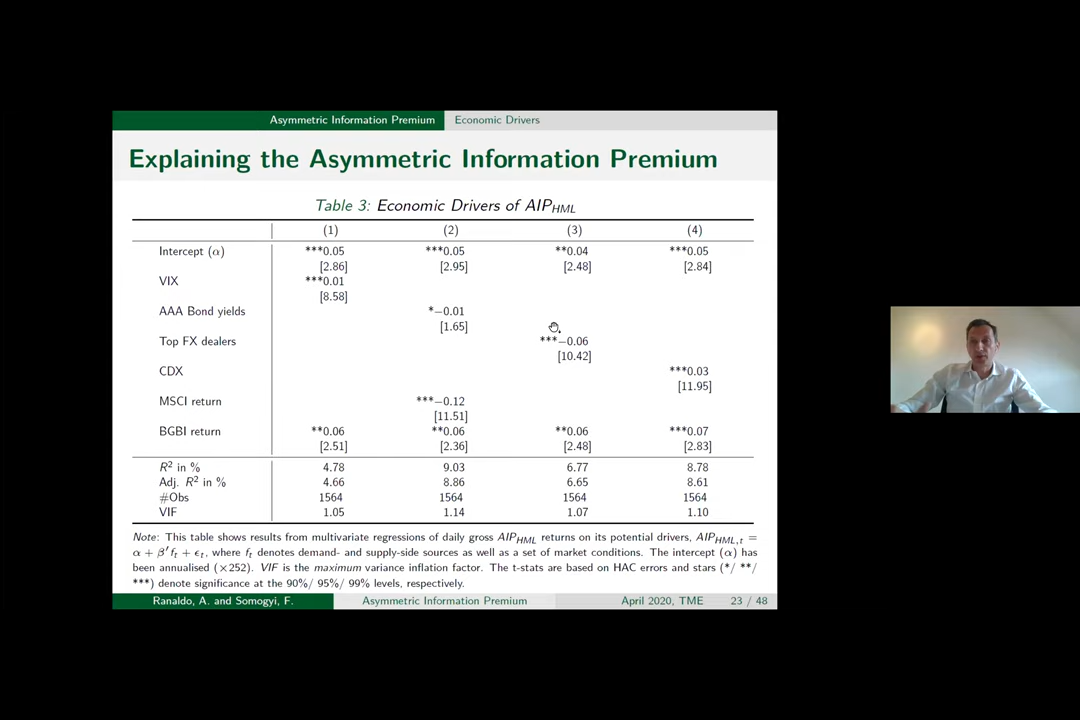 Asymmetric Information Premium Economic Drivers
Explaining the Asymmetric Information Premium
Table 3: Economic Drivers of AIP_HML
(1) (2) (3) (4)
Intercept (α) ***0.05 ***0.05 **0.04 ***0.05
[2.86] [2.95] [2.48] [2.84]
VIX ***0.01
[8.58]
AAA Bond yields *−0.01
[1.65]
Top FX dealers ***−0.06
[10.42]
CDX ***0.03
[11.95]
MSCI return ***−0.12
[11.51]
BGBI return **0.06 **0.06 **0.06 ***0.07
[2.51] [2.36] [2.48] [2.83]
R² in % 4.78 9.03 6.77 8.78
Adj. R² in % 4.66 8.86 6.65 8.61
#Obs 1564 1564 1564 1564
VIF 1.05 1.14 1.07 1.10
Note: This table shows results from multivariate regressions of daily gross AIP_HML returns on its potential drivers, AIP_HML,t =
α + β′f_t + ϵ_t, where f_t denotes demand- and supply-side sources as well as a set of market conditions. The intercept (α) has
been annualised (×252). VIF is the maximum variance inflation factor. The t-stats are based on HAC errors and stars (*/ **/
***) denote significance at the 90%/ 95%/ 99% levels, respectively.
Ranaldo, A. and Somogyi, F. Asymmetric Information Premium April 2020, TME 23 / 48